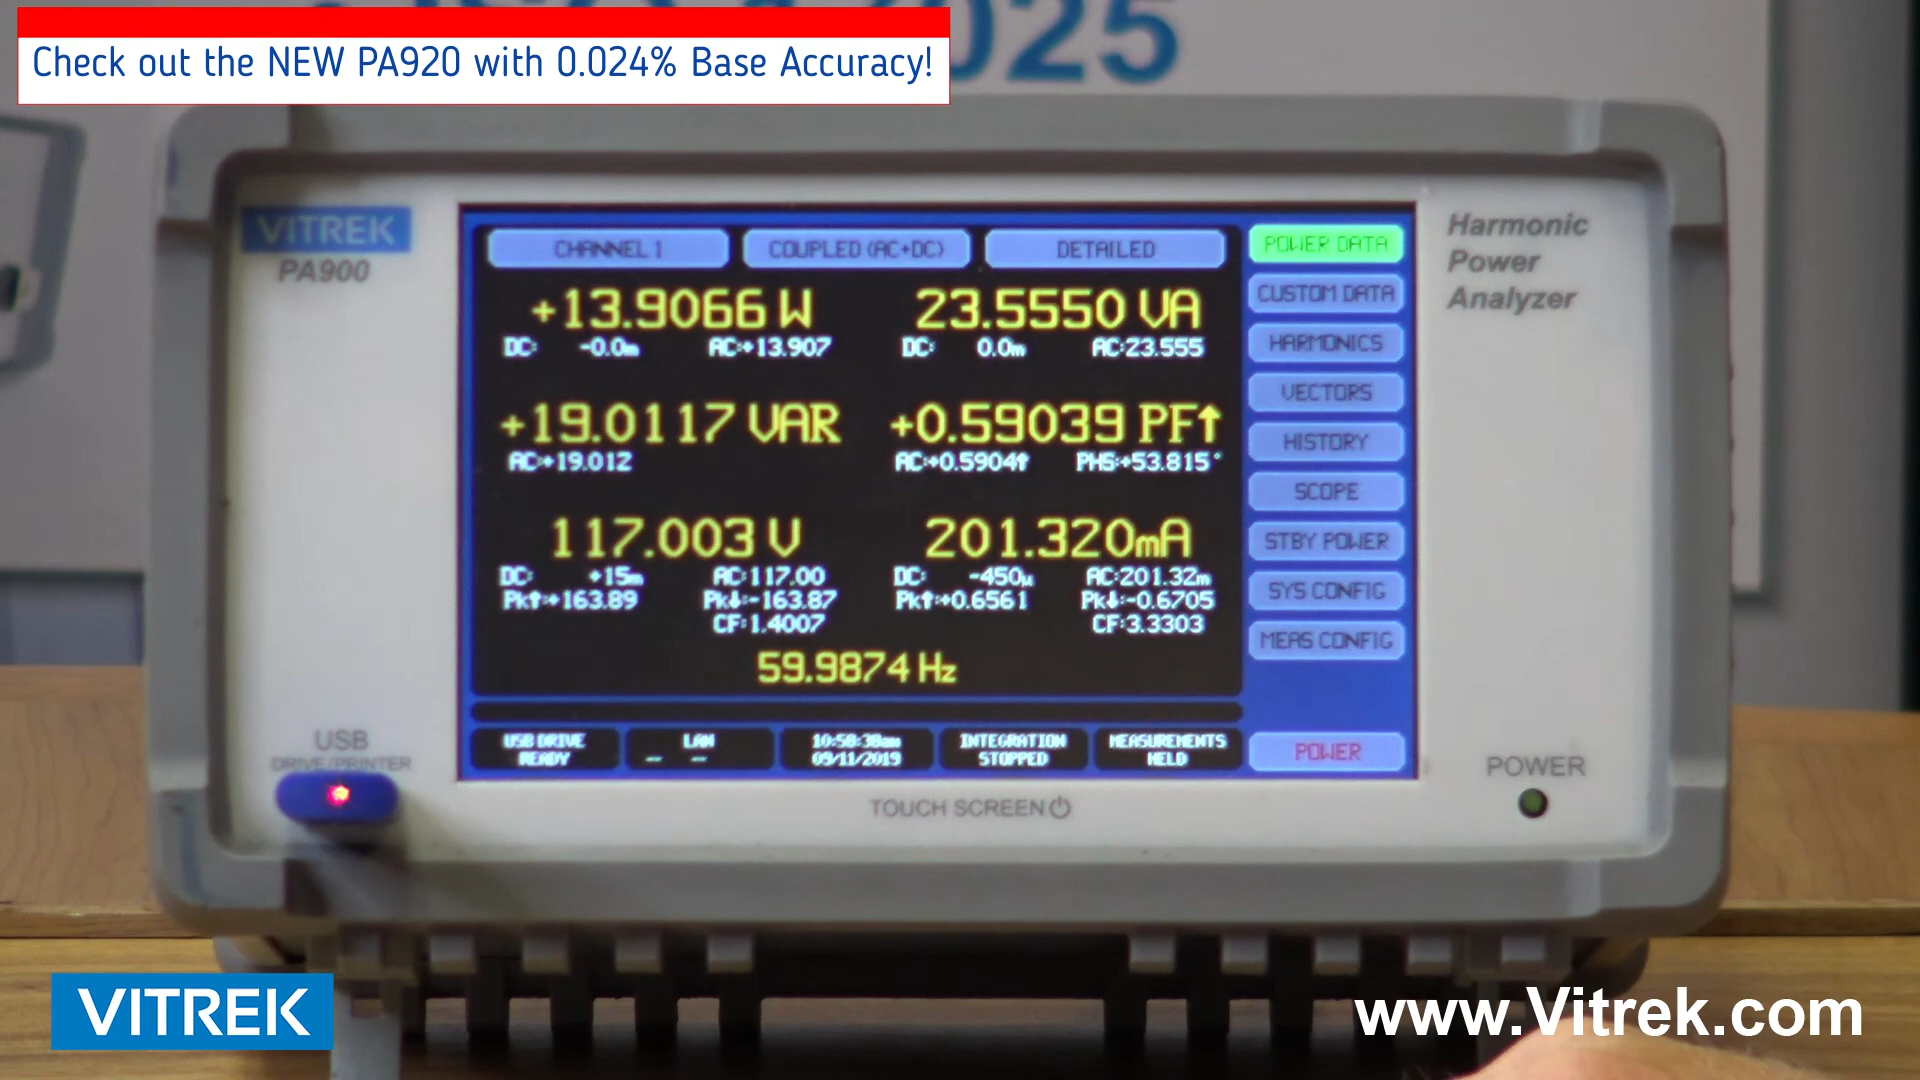 Check out the NEW PA920 with 0.024% Base Accuracy!
025
VITREK
PA900
Harmonic
Power
Analyzer
CHANNEL 1
COUPLED (AC+DC)
DETAILED
POWER DATA
+13.9066 W
23.5550 VA
CUSTOM DATA
DC: -0.0m AC:+13.907
DC: 0.0m AC:23.555
HARMONICS
VECTORS
+19.0117 VAR
+0.59039 PF↑
HISTORY
AC:+19.012
AC:+0.5904↑ PHS:+53.815°
SCOPE
117.003 V
201.320mA
STBY POWER
DC: +15m AC:117.00
DC: -450µ AC:201.32m
SYS CONFIG
Pk↑:+163.89 Pk↓:-163.87
Pk↑:+0.6561 Pk↓:-0.6705
CF:1.4007
CF:3.3303
MEAS CONFIG
59.9874 Hz
USB DRIVE
READY
LAN
-- --
10:58:38am
09/11/2019
INTEGRATION
STOPPED
MEASUREMENTS
HELD
POWER
USB
DRIVE/PRINTER
TOUCH SCREEN
POWER
VITREK
www.Vitrek.com